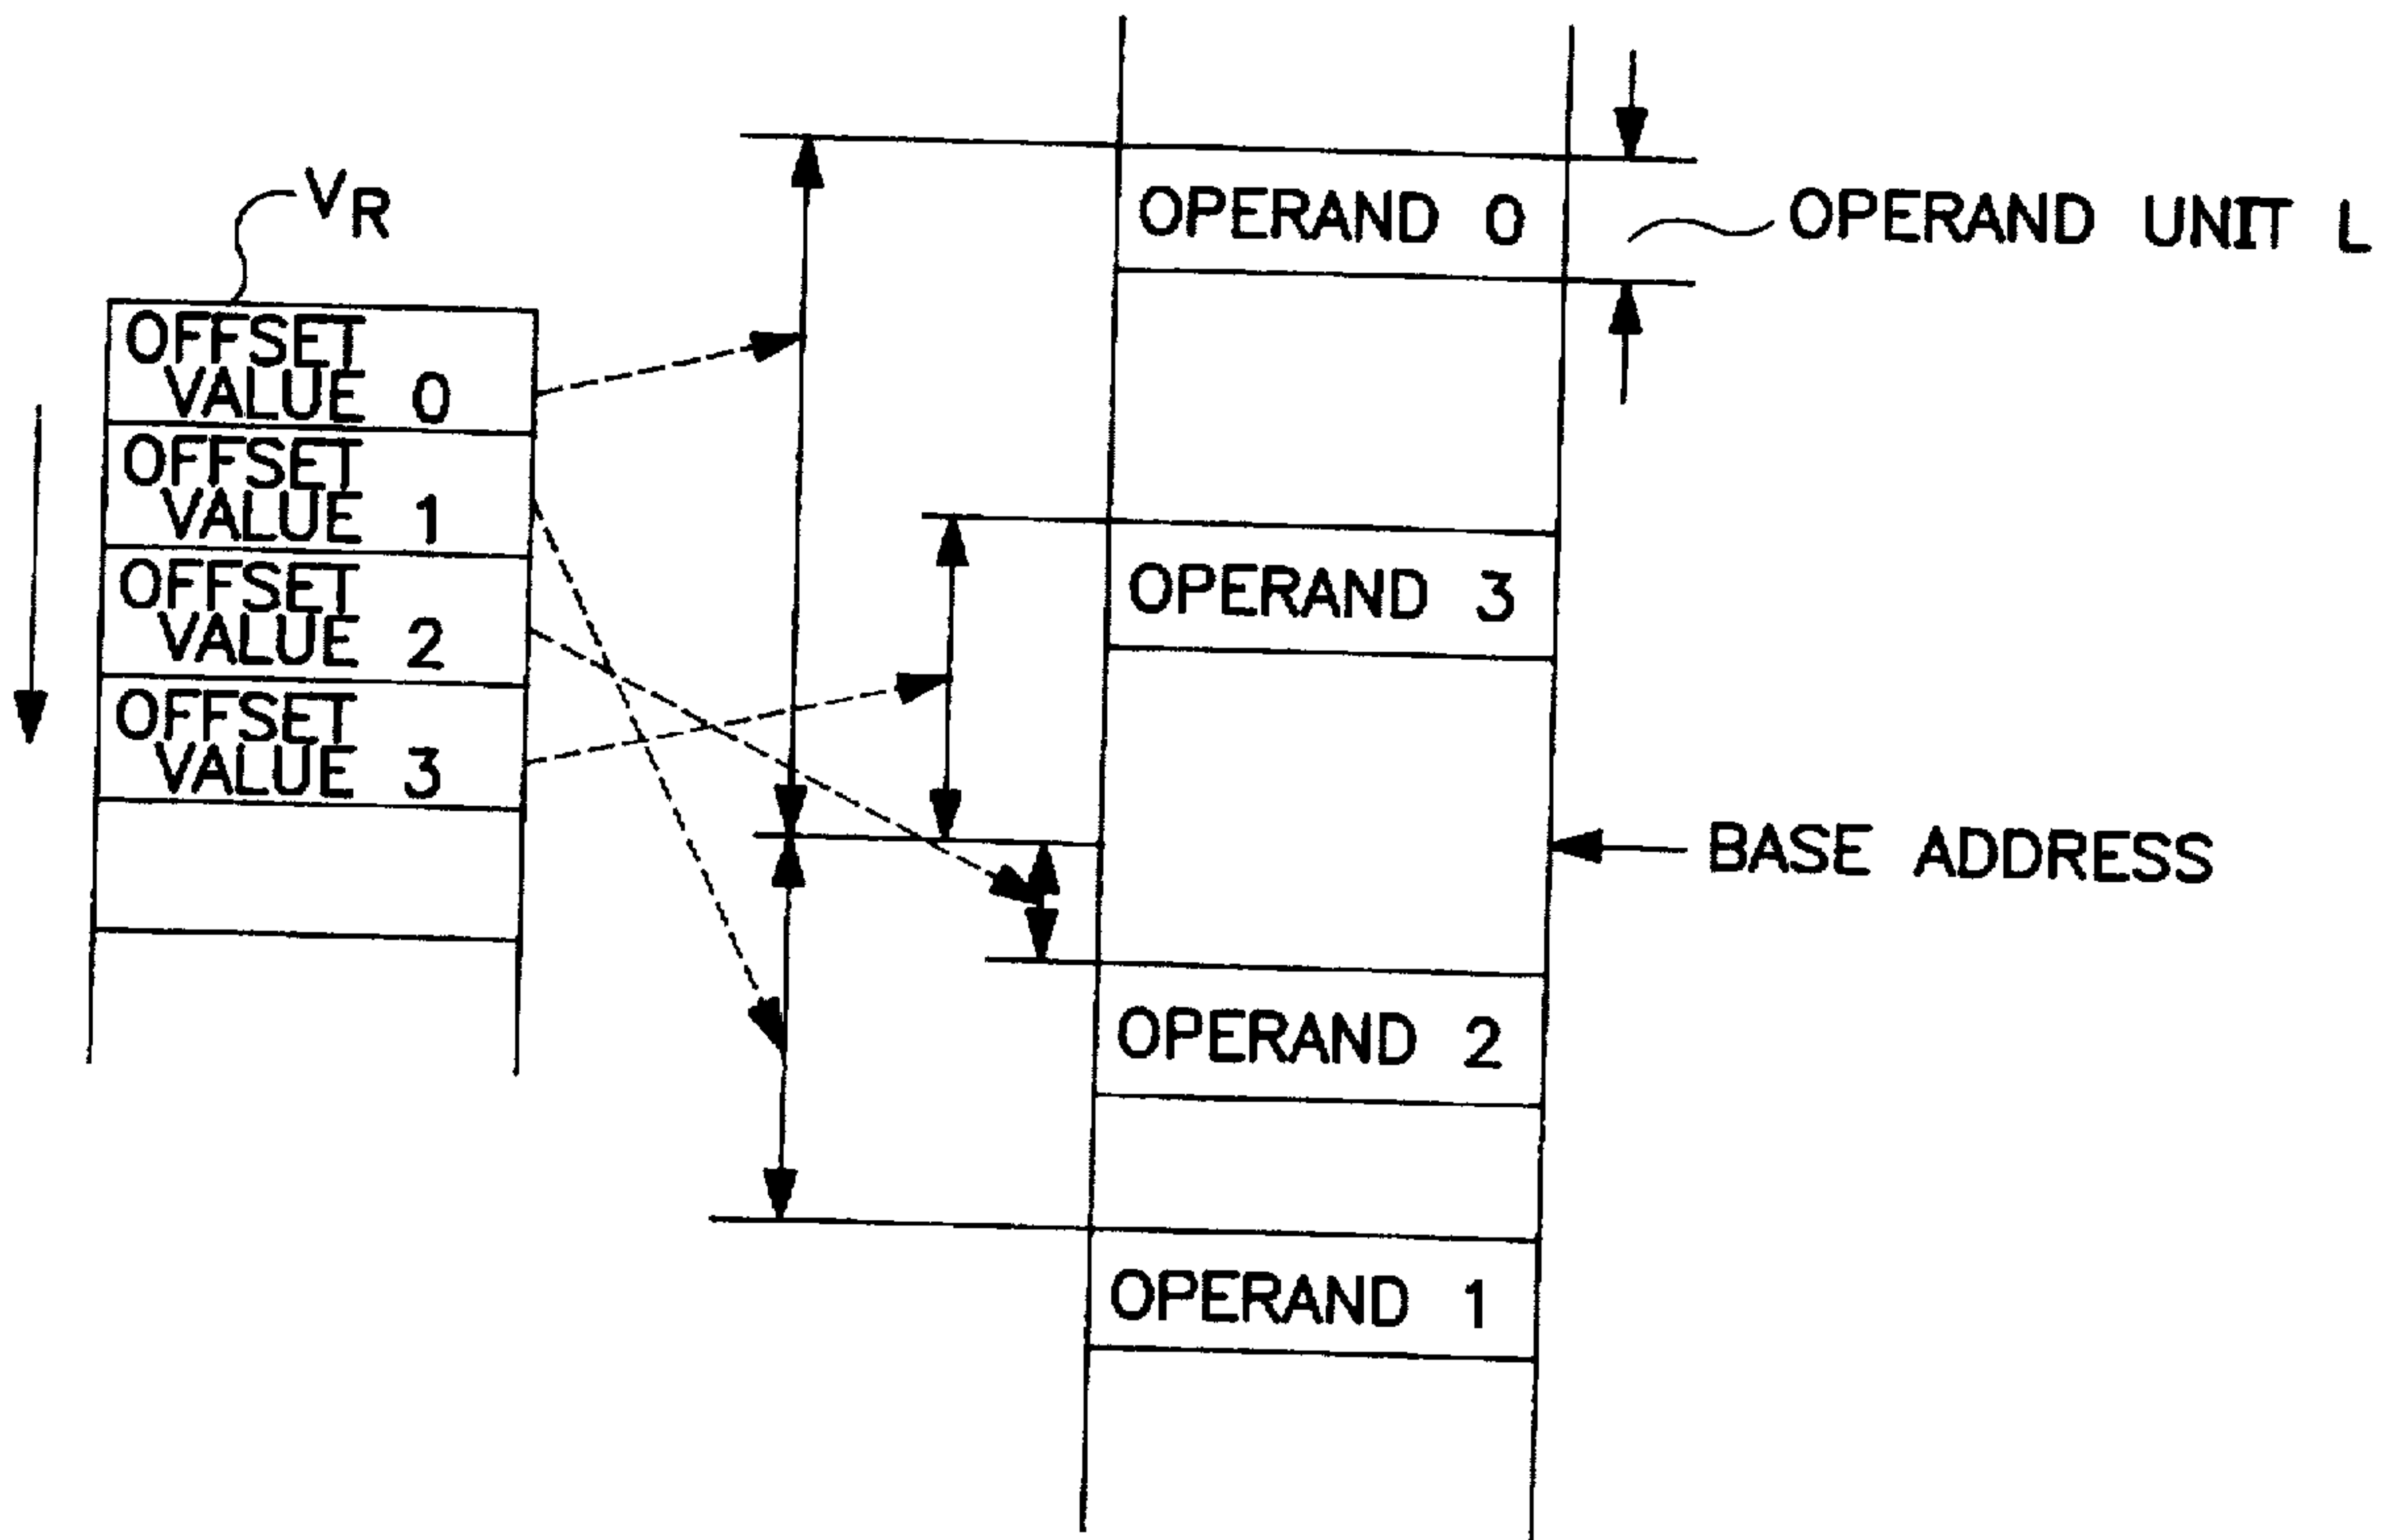 VR
OFFSET
VALUE 0
OFFSET
VALUE 1
OFFSET
VALUE 2
OFFSET
VALUE 3
OPERAND 0
OPERAND UNIT L
OPERAND 3
BASE ADDRESS
OPERAND 2
OPERAND 1